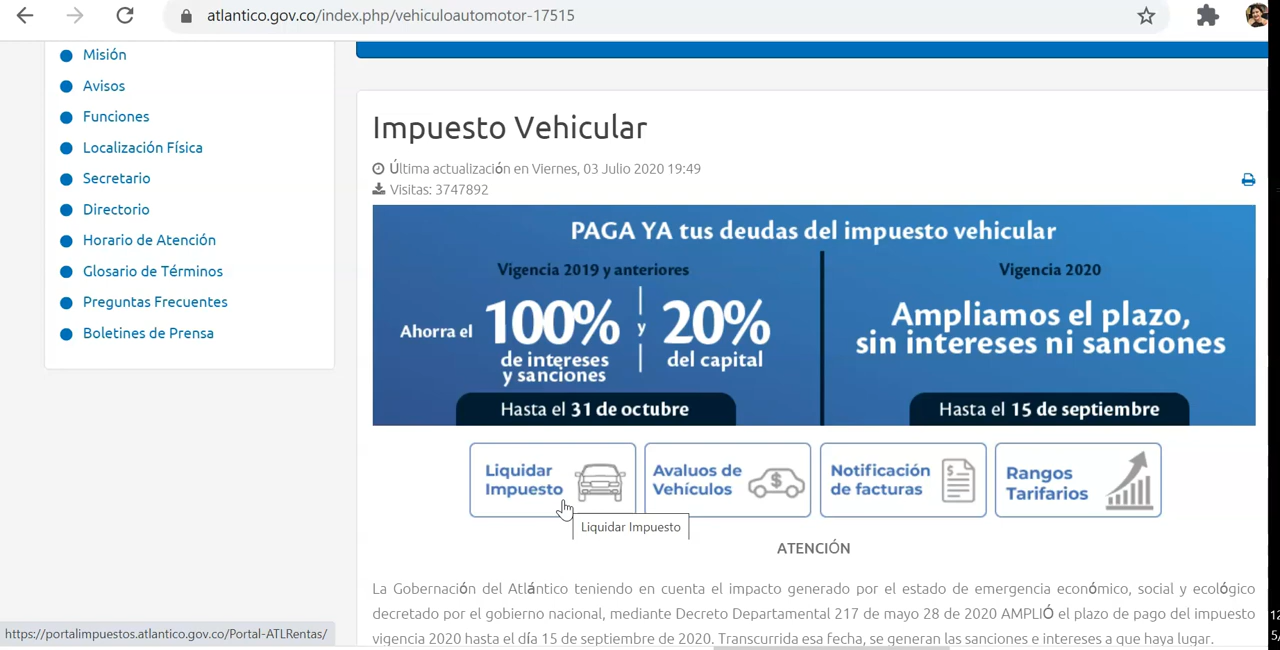 atlantico.gov.co/index.php/vehiculoautomotor-17515
Misión
Avisos
Funciones
Localización Física
Secretario
Directorio
Horario de Atención
Glosario de Términos
Preguntas Frecuentes
Boletines de Prensa
Impuesto Vehicular
Última actualización en Viernes, 03 Julio 2020 19:49
Visitas: 3747892
PAGA YA tus deudas del impuesto vehicular
Vigencia 2019 y anteriores
Ahorra el 100% y 20%
de intereses
y sanciones
del capital
Hasta el 31 de octubre
Vigencia 2020
Ampliamos el plazo,
sin intereses ni sanciones
Hasta el 15 de septiembre
Liquidar
Impuesto
Avaluos de
Vehículos
Notificación
de facturas
Rangos
Tarifarios
Liquidar Impuesto
ATENCIÓN
La Gobernación del Atlántico teniendo en cuenta el impacto generado por el estado de emergencia económico, social y ecológico
decretado por el gobierno nacional, mediante Decreto Departamental 217 de mayo 28 de 2020 AMPLIÓ el plazo de pago del impuesto
vigencia 2020 hasta el día 15 de septiembre de 2020. Transcurrida esa fecha, se generan las sanciones e intereses a que haya lugar.
https://portalimpuestos.atlantico.gov.co/Portal-ATLRentas/